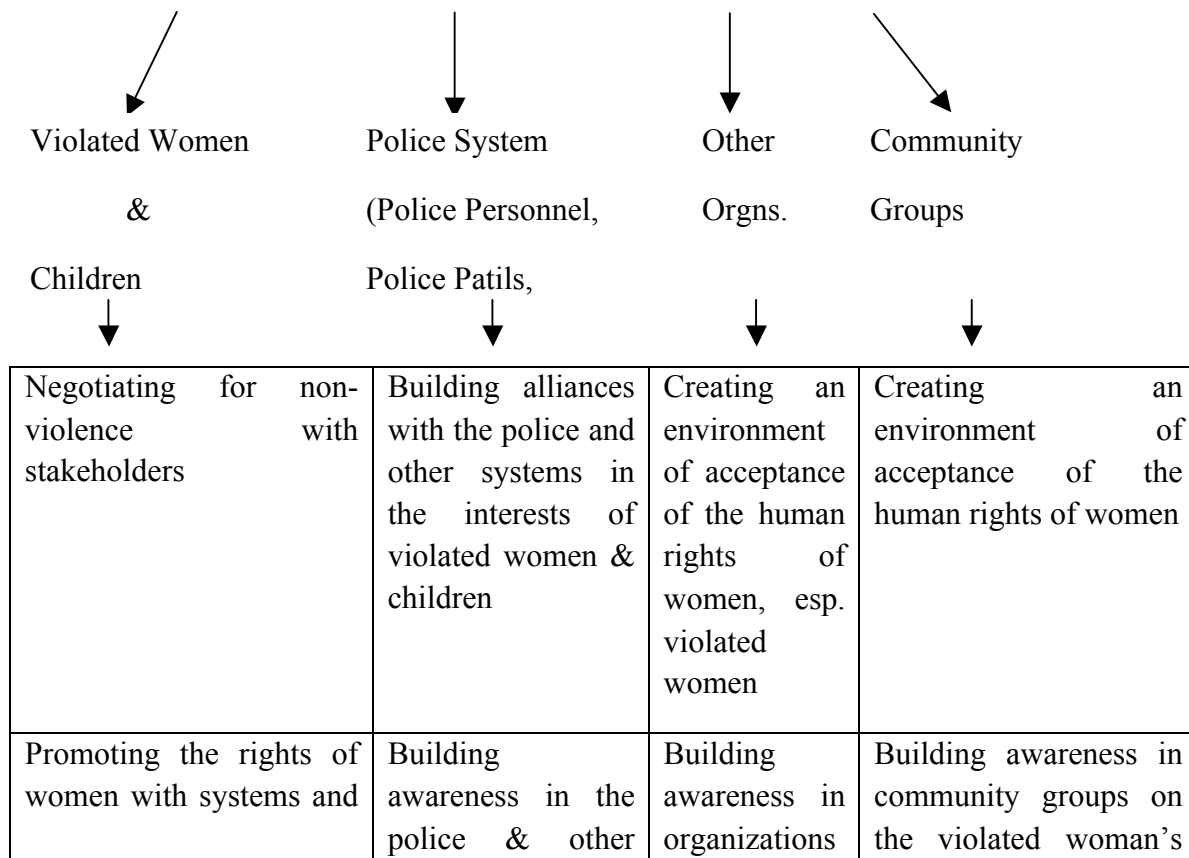 Violated Women
&
Children
Police System
(Police Personnel,
Police Patils,
Other
Orgns.
Community
Groups
Negotiating for non-
violence with
stakeholders
Building alliances
with the police and
other systems in
the interests of
violated women &
children
Creating an
environment
of acceptance
of the human
rights of
women, esp.
violated
women
Creating an
environment of
acceptance of the
human rights of women
Promoting the rights of
women with systems and
Building
awareness in the
police & other
Building
awareness in
organizations
Building awareness in
community groups on
the violated woman's